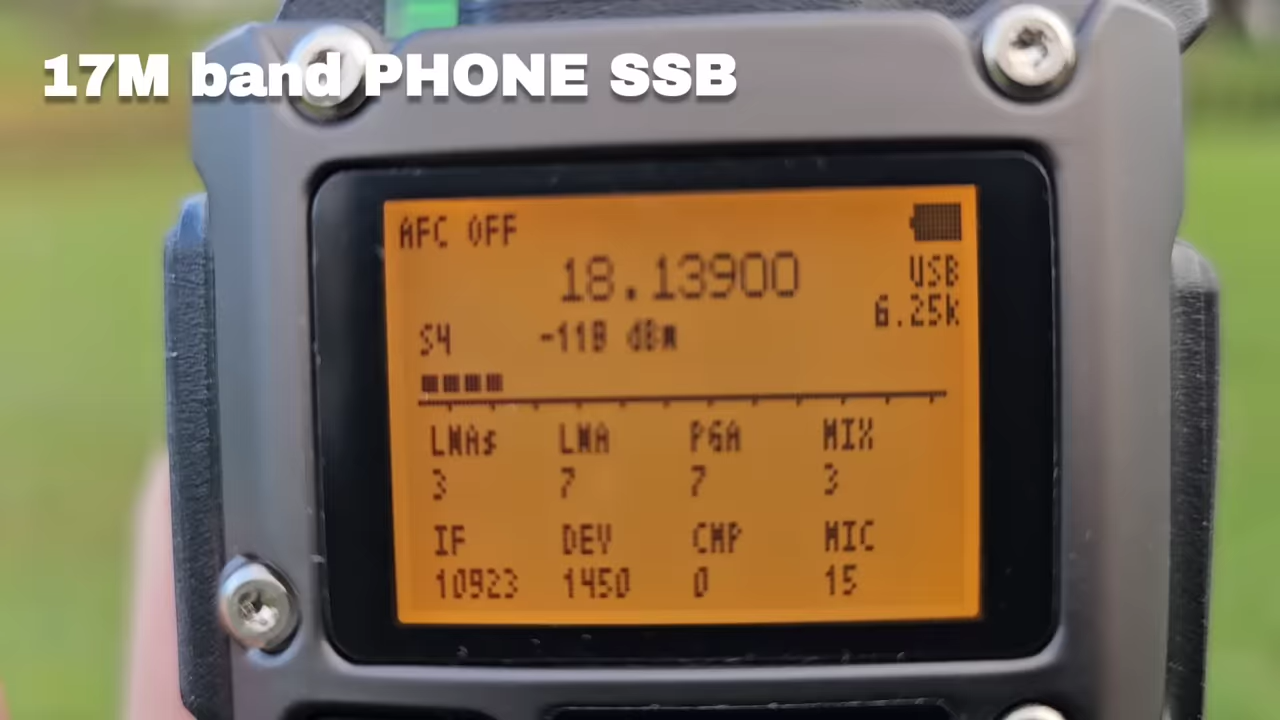 17M band PHONE SSB
AFC OFF
18.13900
USB
6.25k
S4 -118 dBm
LNAs LNA PGA MIX
3 7 7 3
IF DEV CMP MIC
10923 1450 0 15